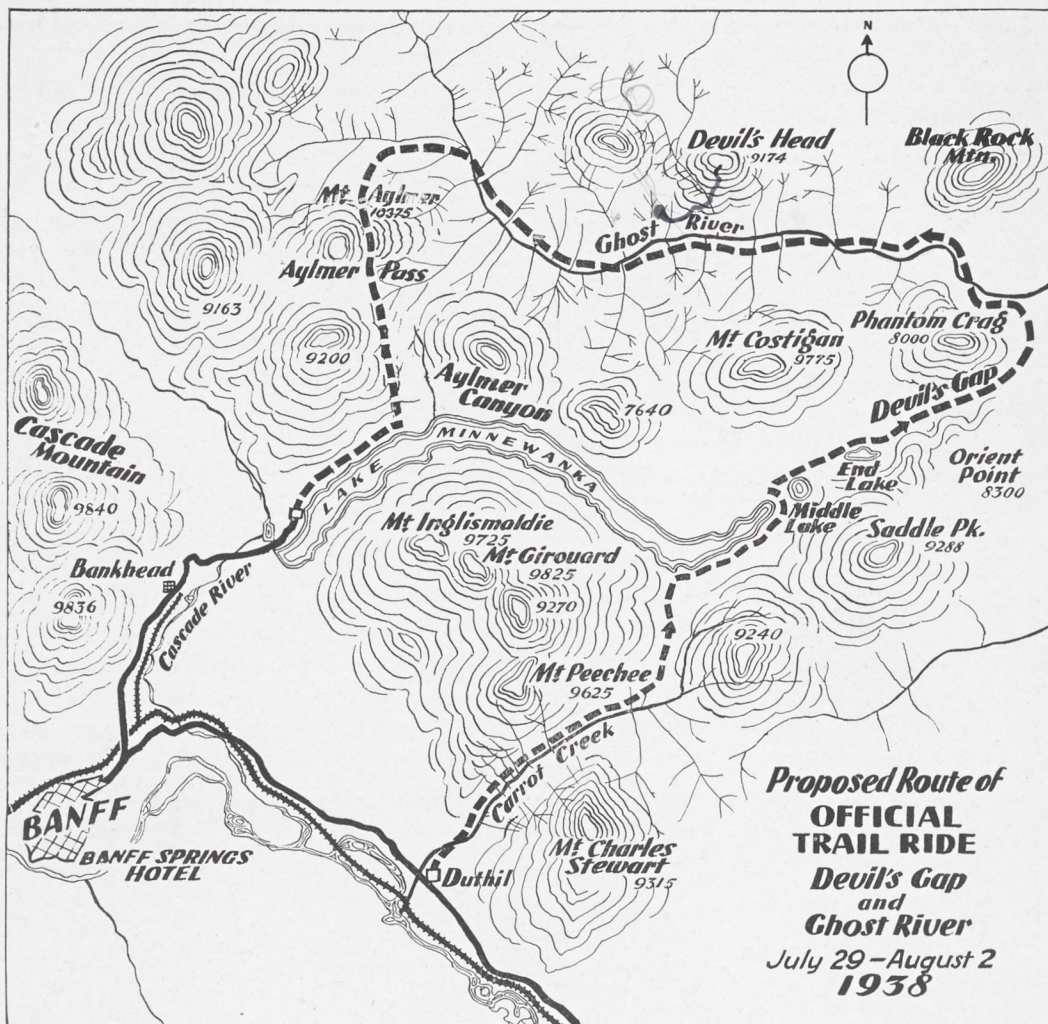 N
Devil's Head
9174
Black Rock
Mtn.
Mt. Aylmer
10375
Ghost River
Aylmer Pass
9163
9200
Phantom Crag
8000
Mt Costigan
9775
Aylmer
Canyon
7640
Devil's Gap
Cascade
Mountain
9840
LAKE MINNEWANKA
End
Lake
Orient
Point
8300
Middle
Lake
Mt. Inglismaldie
9725
Saddle Pk.
9288
Mt. Girouard
9825
Bankhead
9836
Cascade River
9270
9240
Mt Peechee
9625
Carrot Creek
BANFF
BANFF SPRINGS
HOTEL
Duthil
Mt. Charles
Stewart
9315
Proposed Route of
OFFICIAL
TRAIL RIDE
Devil's Gap
and
Ghost River
July 29 – August 2
1938